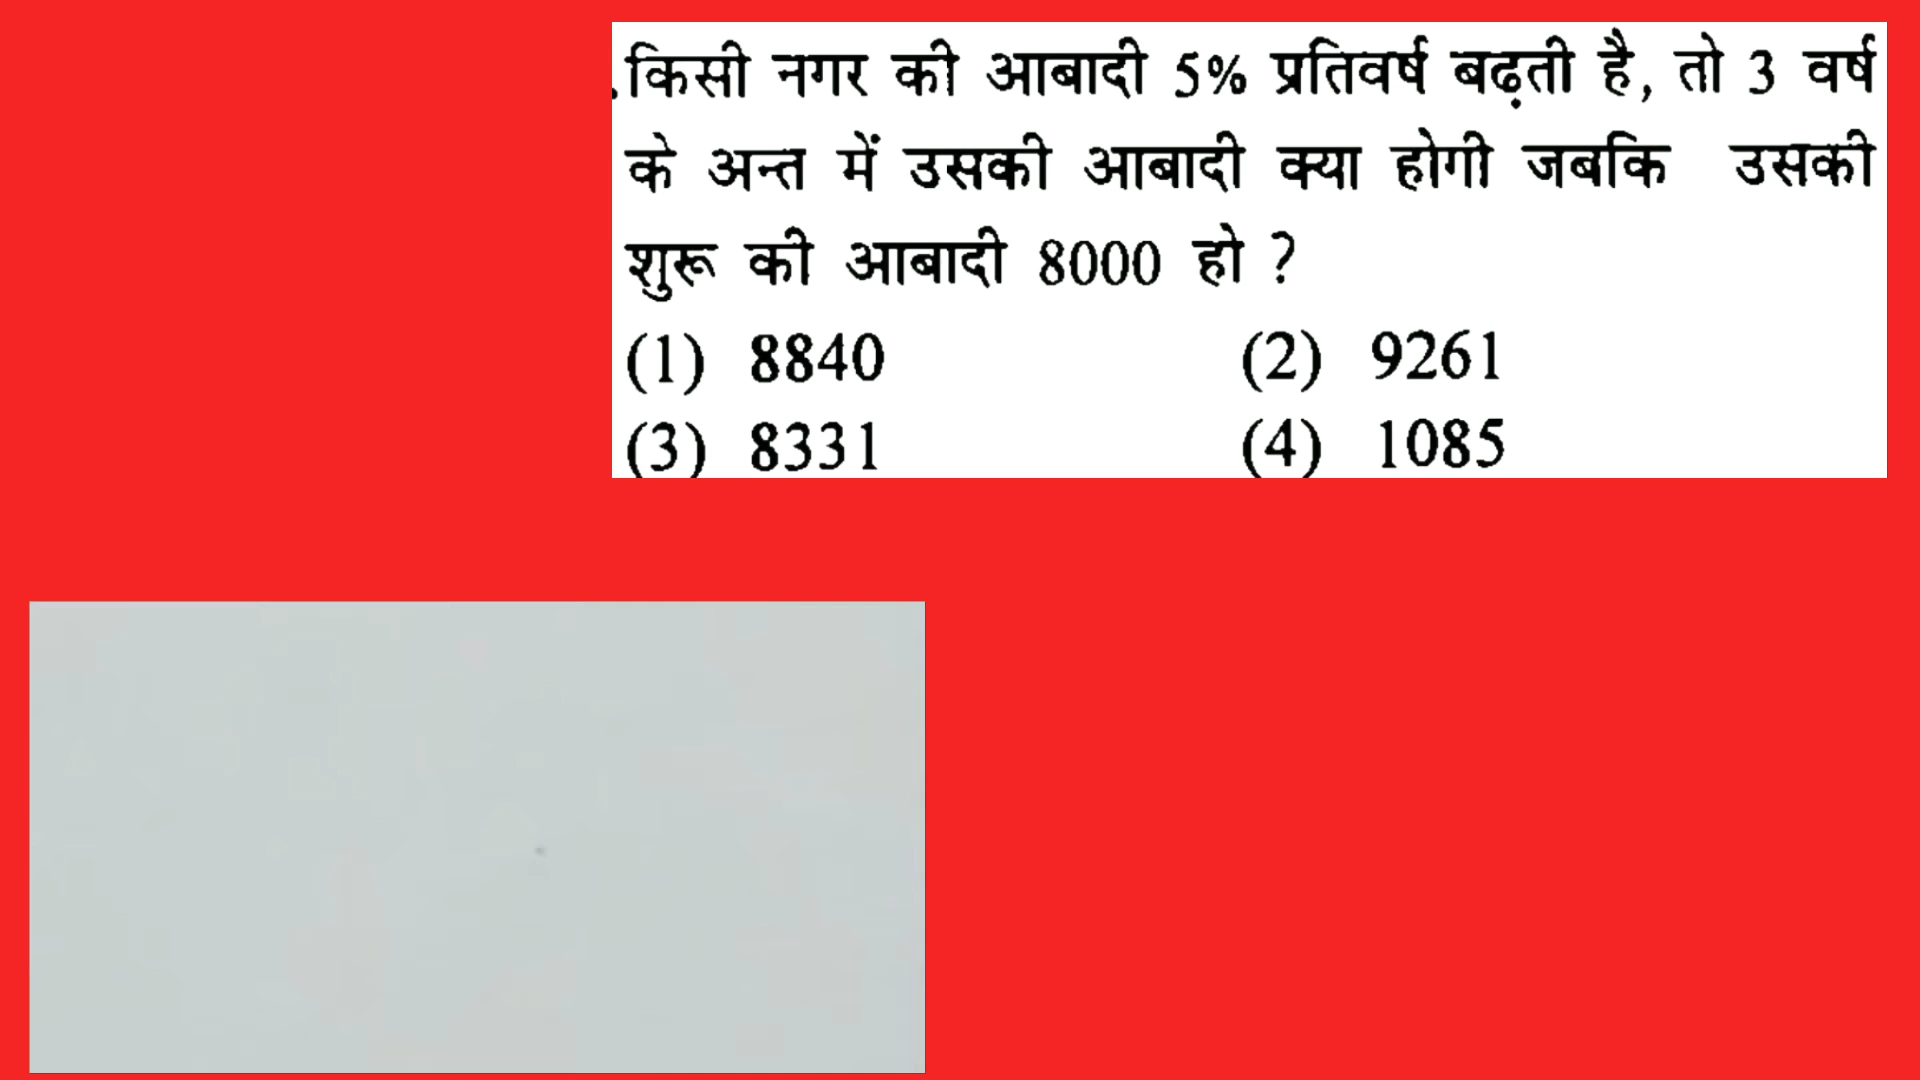 किसी नगर की आबादी 5% प्रतिवर्ष बढ़ती है, तो 3 वर्ष
के अन्त में उसकी आबादी क्या होगी जबकि उसकी
शुरू की आबादी 8000 हो ?
(1) 8840 (2) 9261
(3) 8331 (4) 1085